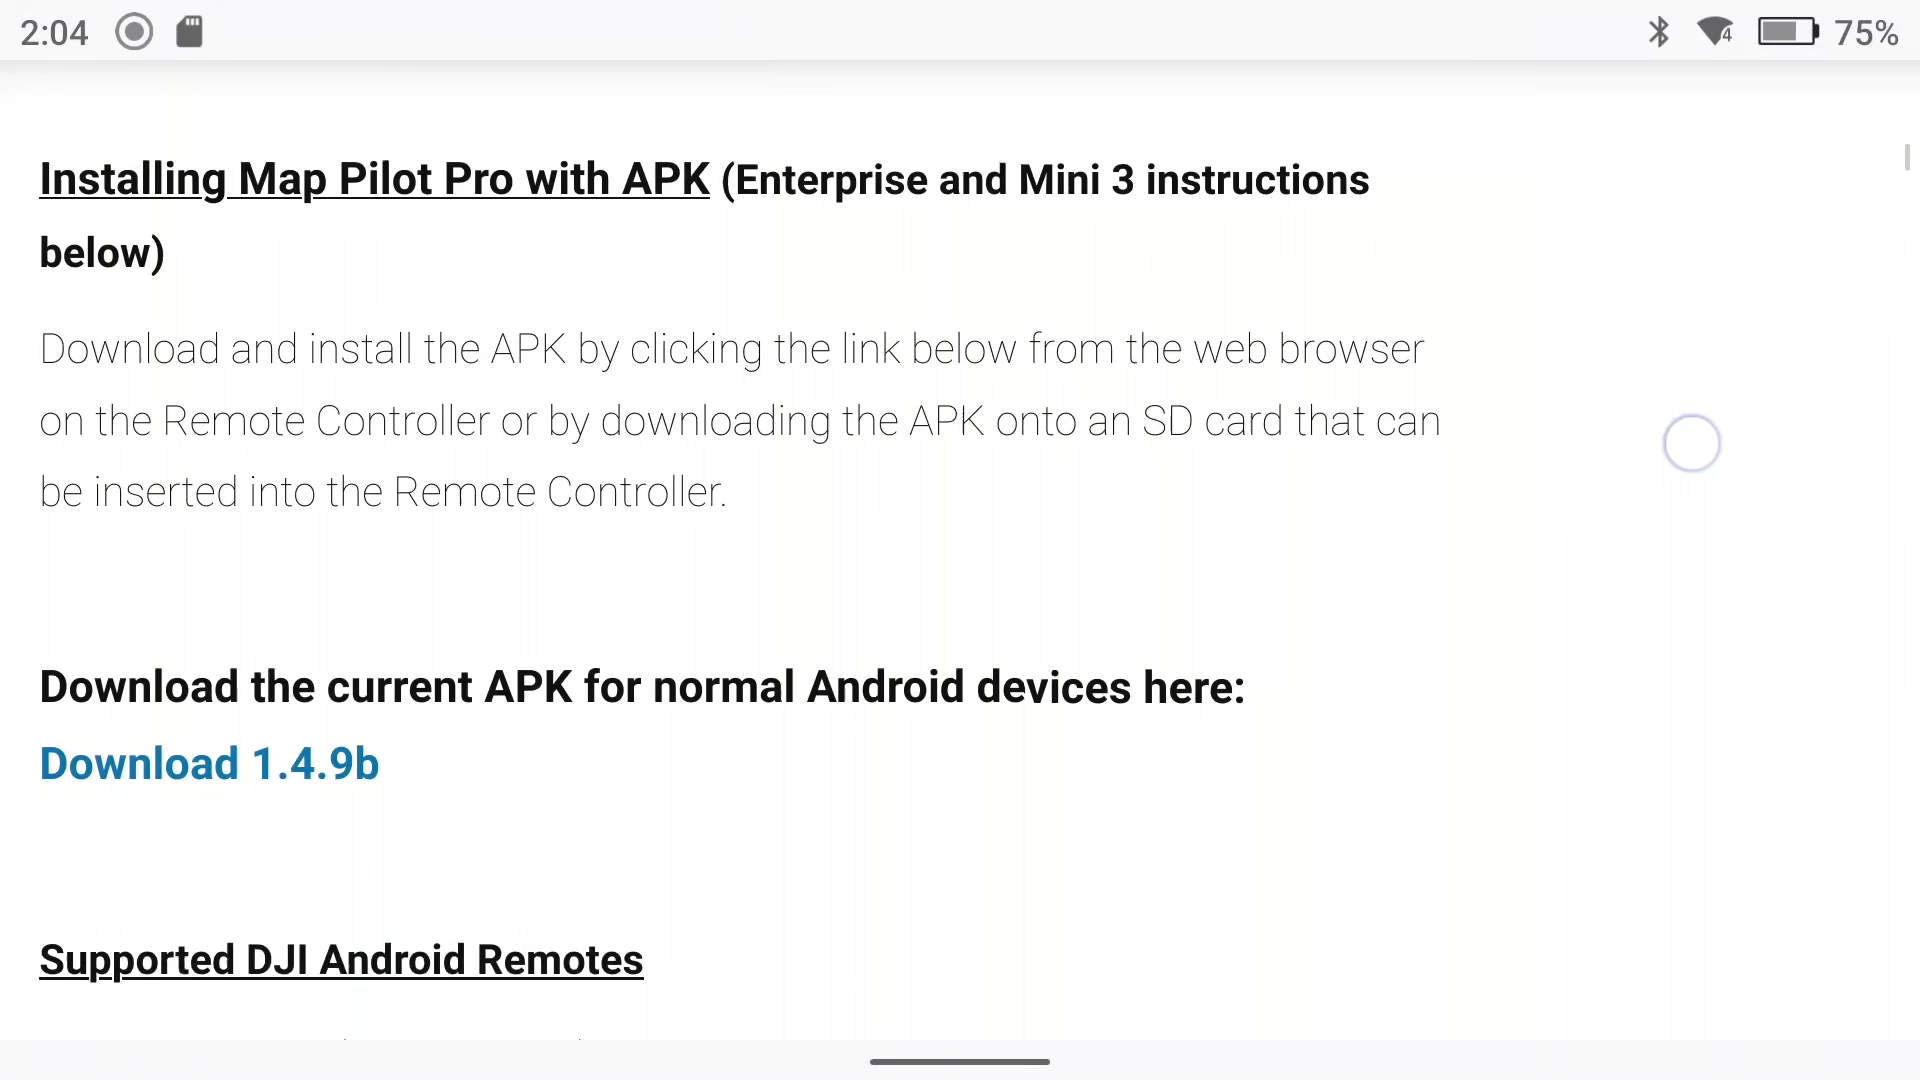 2:04
4
75%
Installing Map Pilot Pro with APK (Enterprise and Mini 3 instructions
below)
Download and install the APK by clicking the link below from the web browser
on the Remote Controller or by downloading the APK onto an SD card that can
be inserted into the Remote Controller.
Download the current APK for normal Android devices here:
Download 1.4.9b
Supported DJI Android Remotes